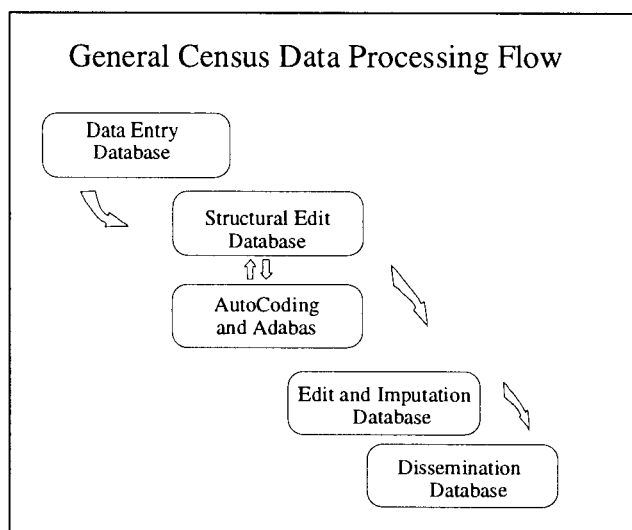 General Census Data Processing Flow
Data Entry
Database
Structural Edit
Database
AutoCoding
and Adabas
Edit and Imputation
Database
Dissemination
Database